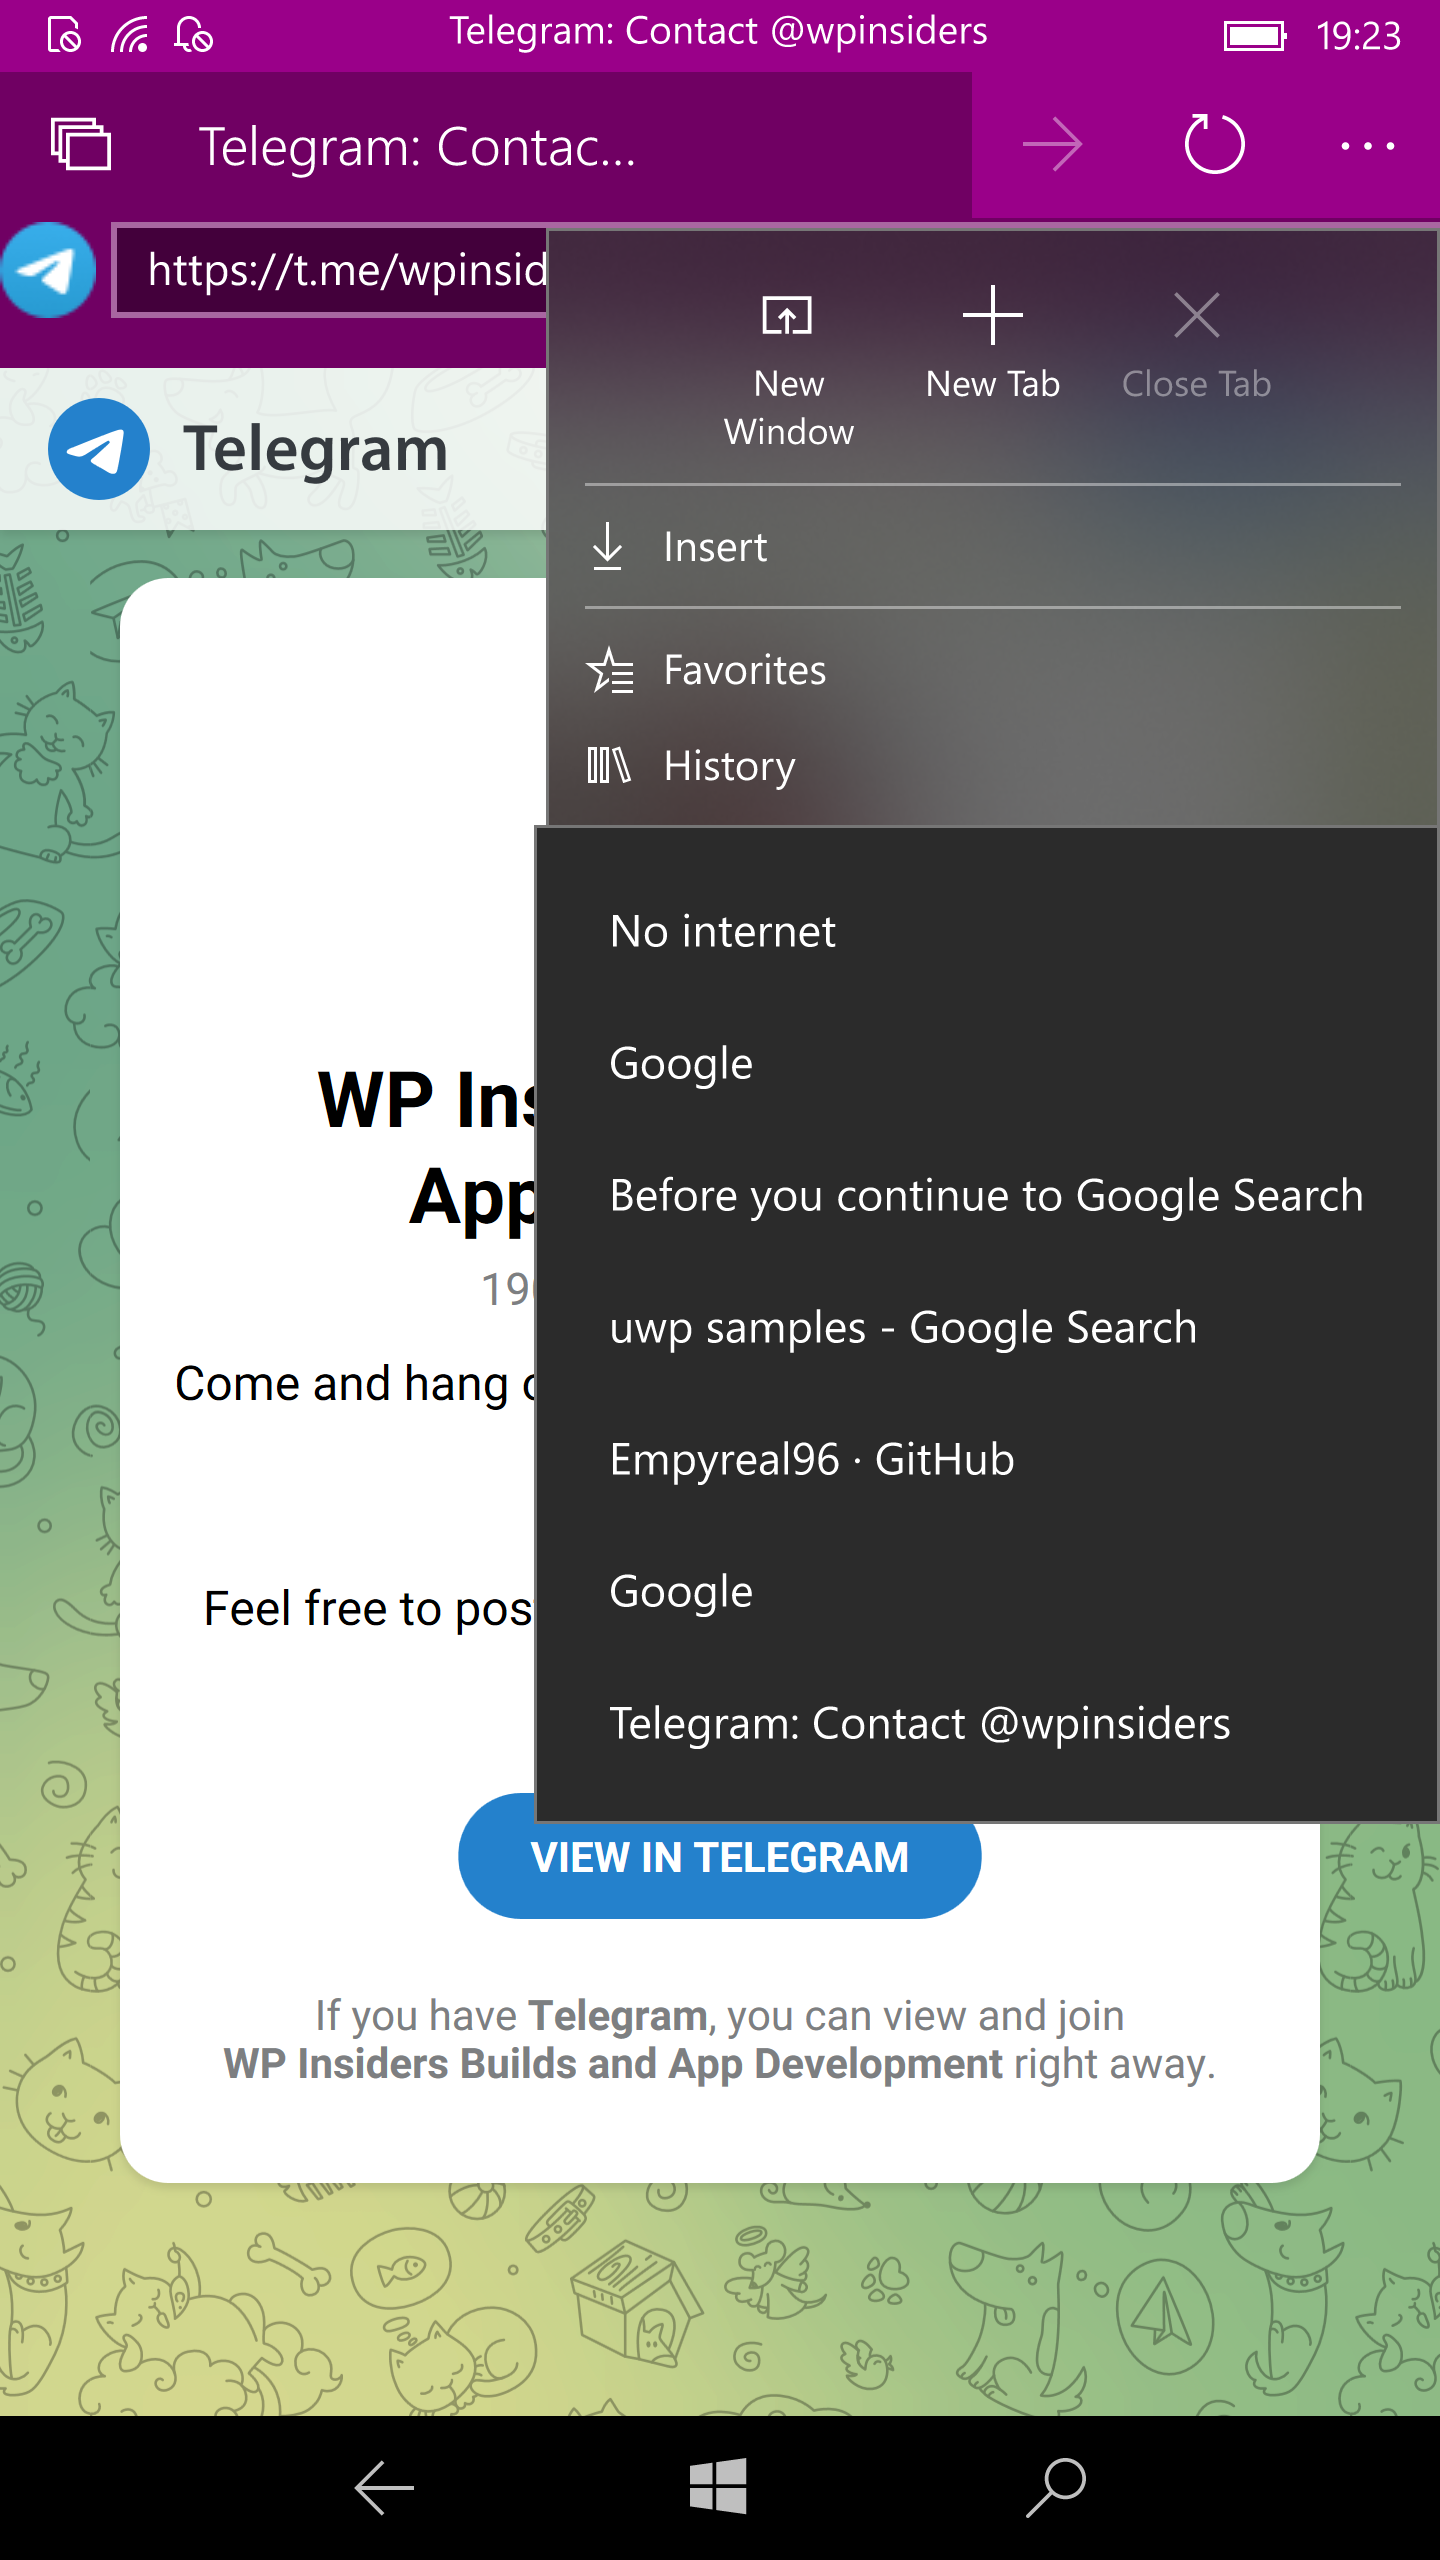 Telegram: Contact @wpinsiders
19:23
Telegram: Contac...
https://t.me/wpinsid
New
Window
New Tab
Close Tab
Telegram
Insert
Favorites
History
No internet
Google
Before you continue to Google Search
uwp samples - Google Search
Empyreal96 · GitHub
Google
Telegram: Contact @wpinsiders
WP Ins
App
19
Come and hang
Feel free to pos
VIEW IN TELEGRAM
If you have Telegram, you can view and join
WP Insiders Builds and App Development right away.